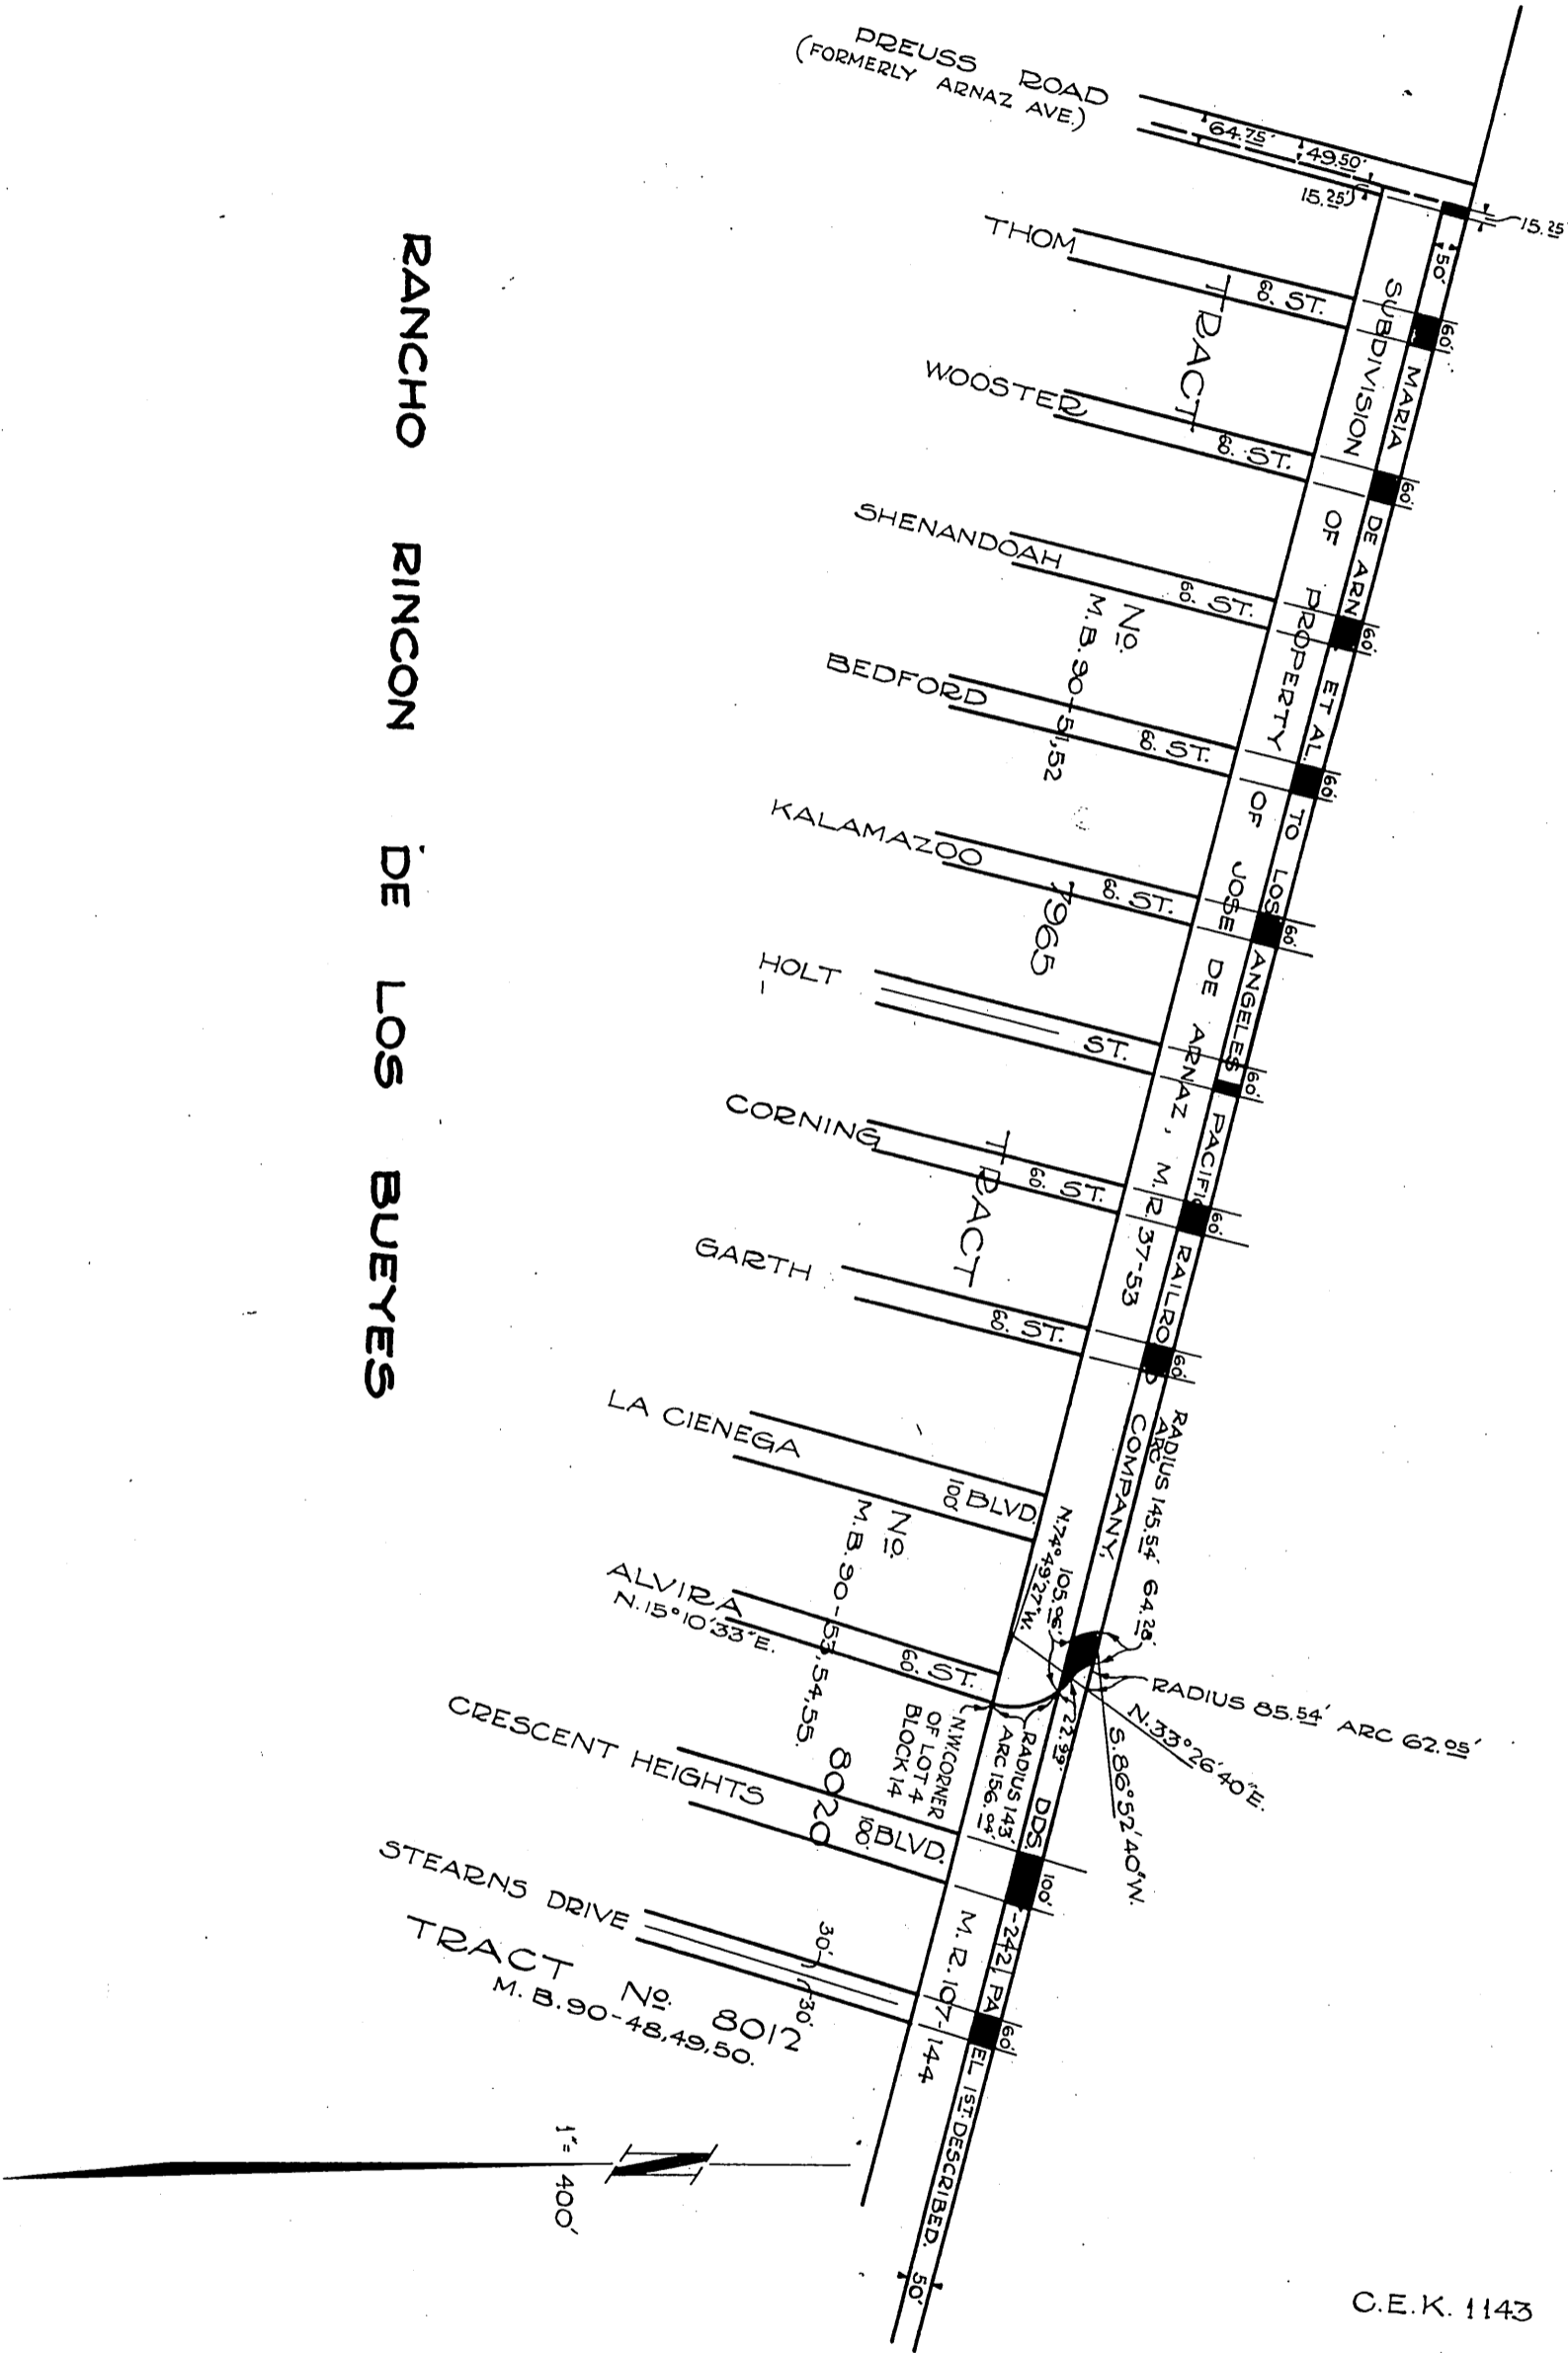 PREUSS ROAD
(FORMERLY ARNAZ AVE.)
64.75'
49.50'
15.25'
15.25'
50'
THOM ST.
60'
60'
WOOSTER ST.
60'
60'
SHENANDOAH ST.
60'
60'
BEDFORD ST.
60'
60'
KALAMAZOO ST.
60'
60'
HOLT ST.
60'
CORNING ST.
60'
60'
GARTH ST.
60'
60'
LA CIENEGA BLVD.
100'
ALVIRA ST.
N.15°10'33"E.
60'
CRESCENT HEIGHTS BLVD.
100'
100'
STEARNS DRIVE
30'
30'
60'
TRACT
No.
7965
M.B.90-51,52
TRACT
No.
8020
M.B.90-53,54,55.
TRACT No. 8012
M.B.90-48,49,50.
SUBDIVISION OF PROPERTY OF JOSE DE ARNAZ, M.R. 37-53
MARIA DE ARN ET AL. TO LOS ANGELES PACIFIC RAILRO D COMPANY,
DDS. -242, PA EL 1ST. DESCRIBED.
50'
M.R.107-144
RADIUS 145.54' 64.28'
ARC
N.74°49'27"W.
105.06'
RADIUS 85.54' ARC 62.05'
N.33°26'40"E.
S.86°52'40"W.
22.99'
RADIUS 143'
ARC 156.04'
N.W.CORNER
OF LOT 4
BLOCK 14
RANCHO RINCON DE LOS BUEYES
N
1"= 400'
C.E.K. 1143